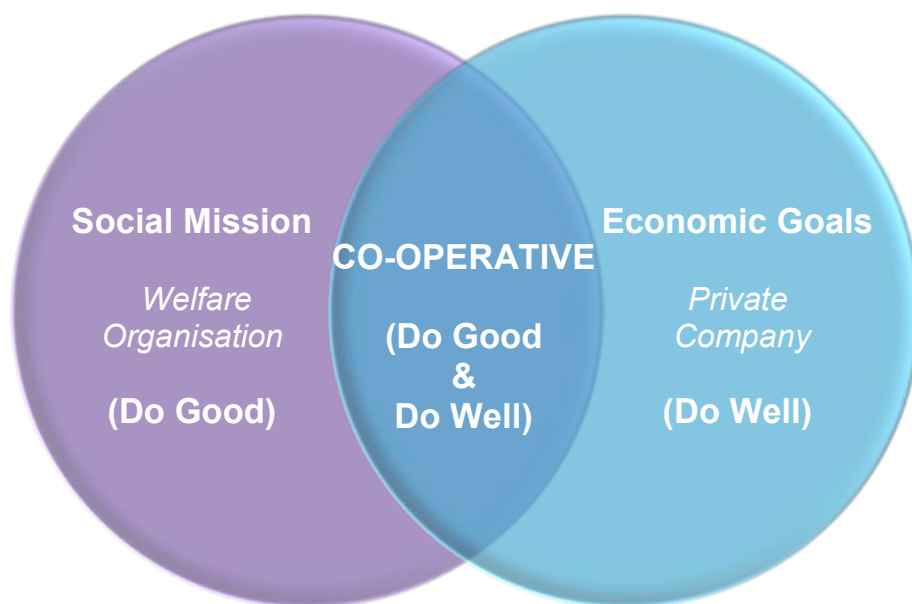 Social Mission
Welfare
Organisation
(Do Good)
CO-OPERATIVE
(Do Good
&
Do Well)
Economic Goals
Private
Company
(Do Well)